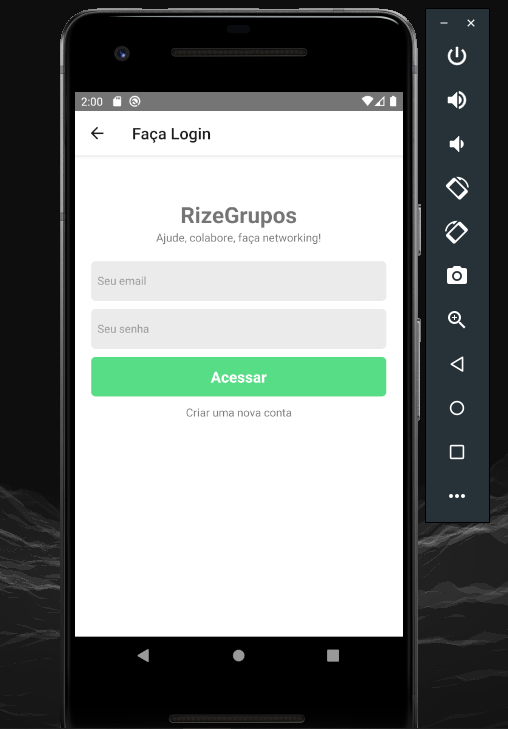 2:00
Faça Login
RizeGrupos
Ajude, colabore, faça networking!
Seu email
Seu senha
Acessar
Criar uma nova conta